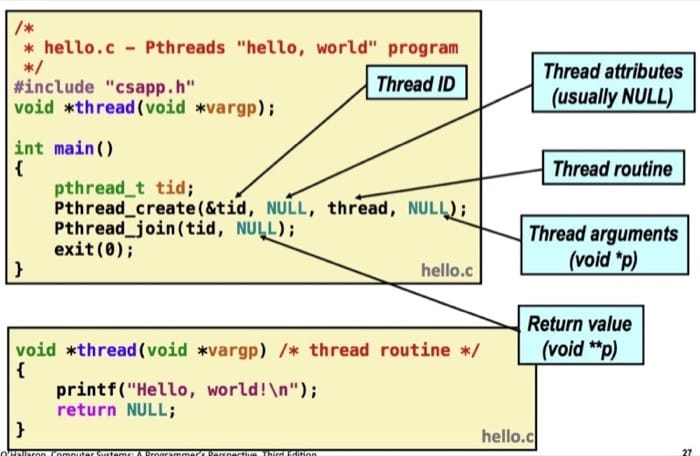 /*
 * hello.c - Pthreads "hello, world" program
 */
#include "csapp.h"
void *thread(void *vargp);
int main()
{
    pthread_t tid;
    Pthread_create(&tid, NULL, thread, NULL);
    Pthread_join(tid, NULL);
    exit(0);
}
hello.c
Thread ID
Thread attributes
(usually NULL)
Thread routine
Thread arguments
(void *p)
Return value
(void **p)
void *thread(void *vargp) /* thread routine */
{
    printf("Hello, world!\n");
    return NULL;
}
hello.c
O'Hallaron, Computer Systems: A Programmer's Perspective, Third Edition
27